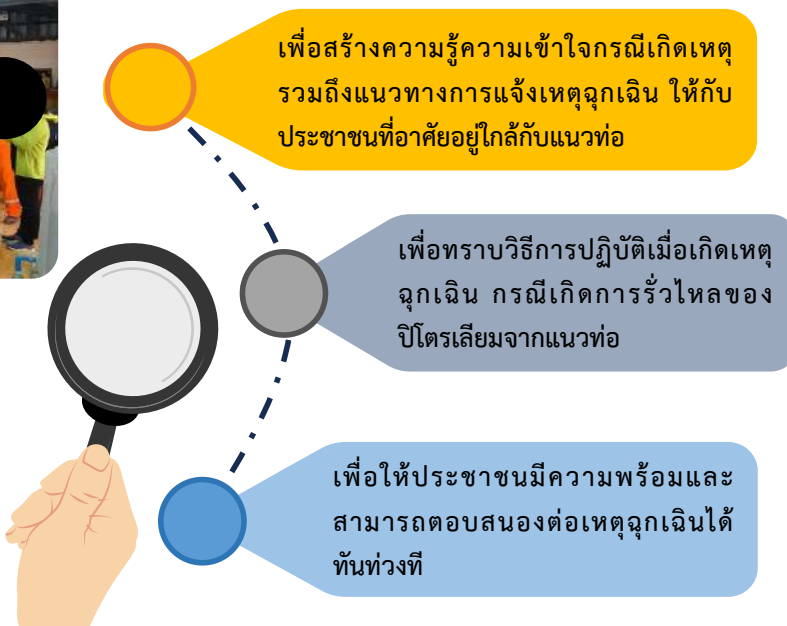 เพื่อสร้างความรู้ความเข้าใจกรณีเกิดเหตุ
รวมถึงแนวทางการแจ้งเหตุฉุกเฉิน ให้กับ
ประชาชนที่อาศัยอยู่ใกล้กับแนวท่อ
เพื่อทราบวิธีการปฏิบัติเมื่อเกิดเหตุ
ฉุกเฉิน กรณีเกิดการรั่วไหลของ
ปิโตรเลียมจากแนวท่อ
เพื่อให้ประชาชนมีความพร้อมและ
สามารถตอบสนองต่อเหตุฉุกเฉินได้
ทันท่วงที